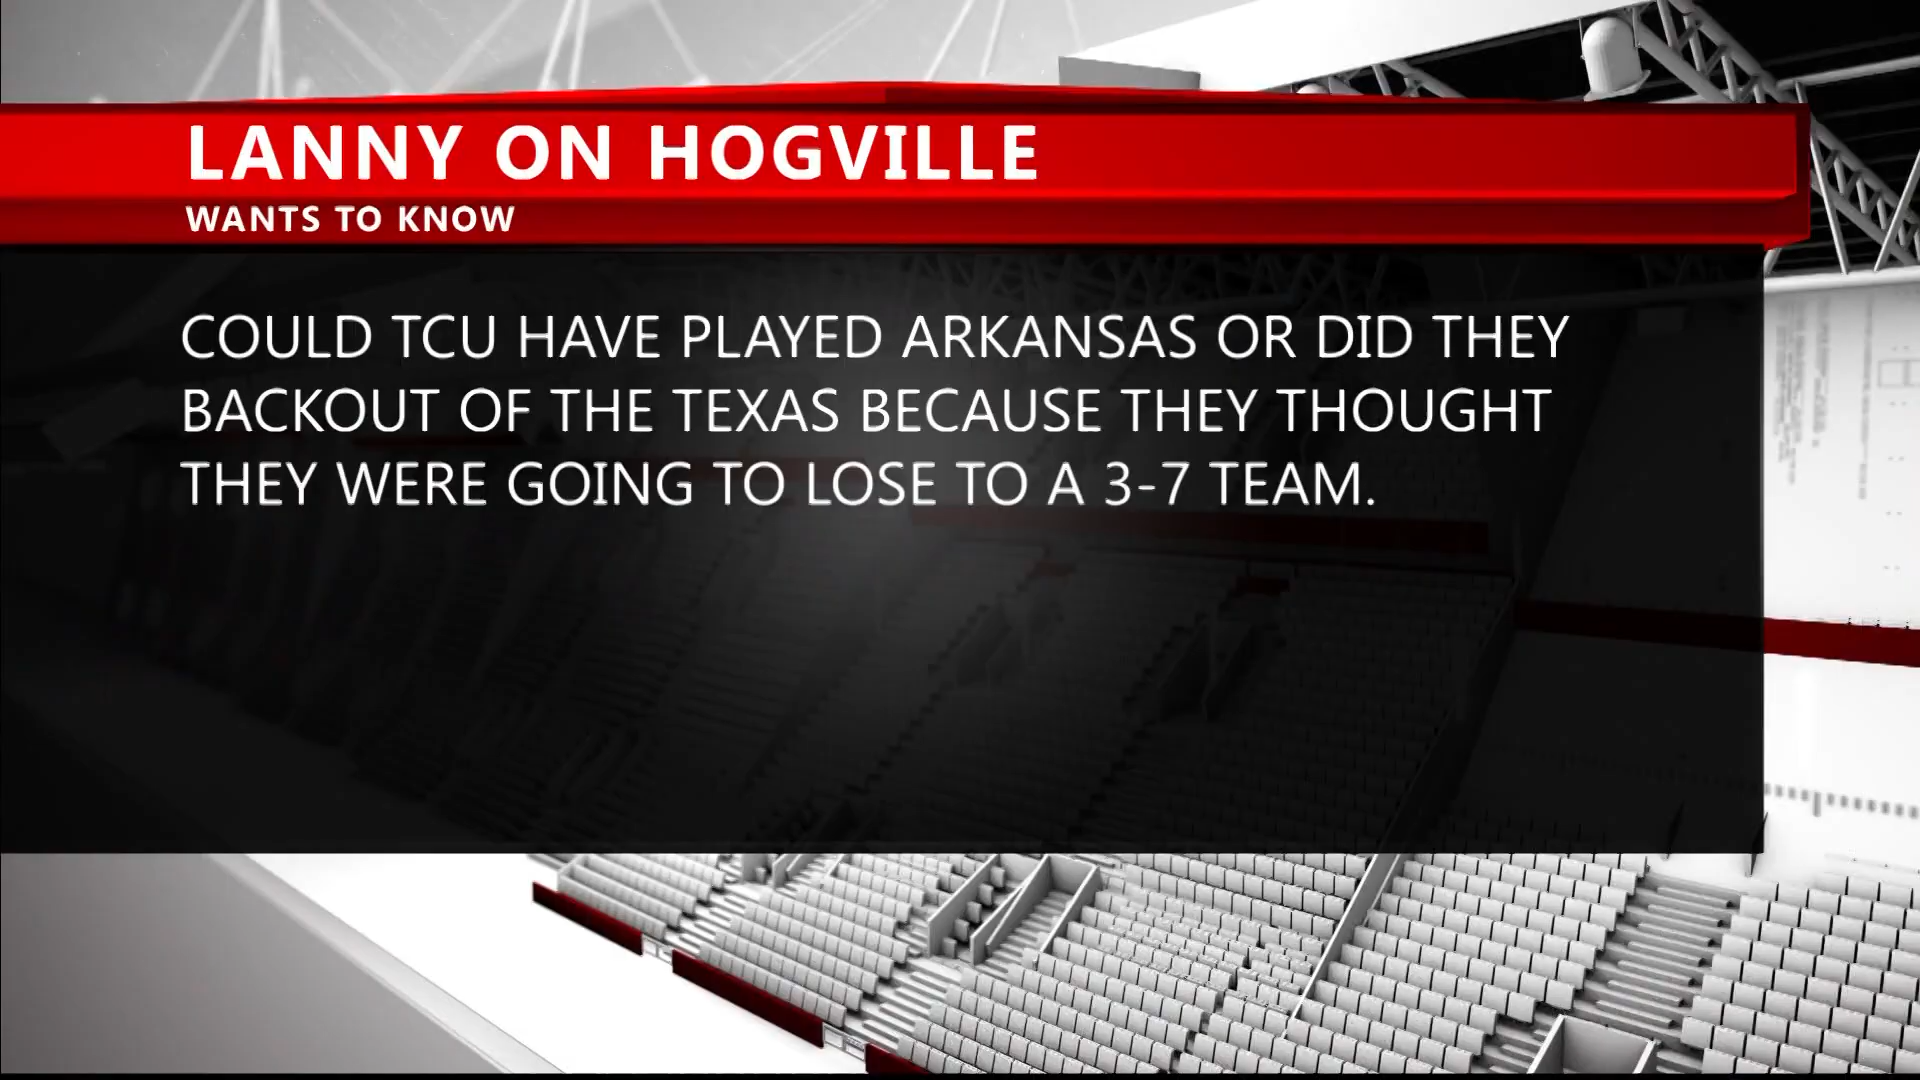 LANNY ON HOGVILLE
WANTS TO KNOW
COULD TCU HAVE PLAYED ARKANSAS OR DID THEY
BACKOUT OF THE TEXAS BECAUSE THEY THOUGHT
THEY WERE GOING TO LOSE TO A 3-7 TEAM.